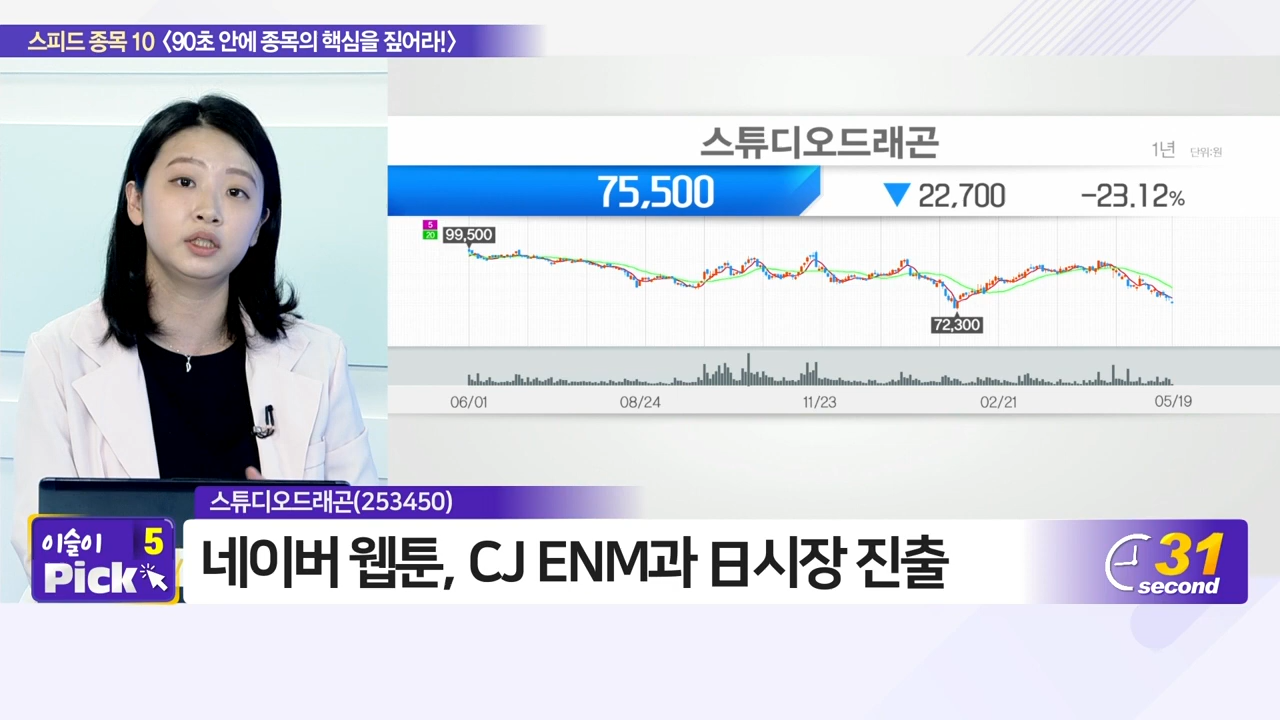 스피드 종목 10 〈90초 안에 종목의 핵심을 짚어라!〉
스튜디오드래곤
1년 단위:원
75,500 ▼ 22,700 -23.12%
5
20
99,500
72,300
06/01 08/24 11/23 02/21 05/19
스튜디오드래곤(253450)
이슬이 5
Pick
네이버 웹툰, CJ ENM과 日시장 진출
31
second